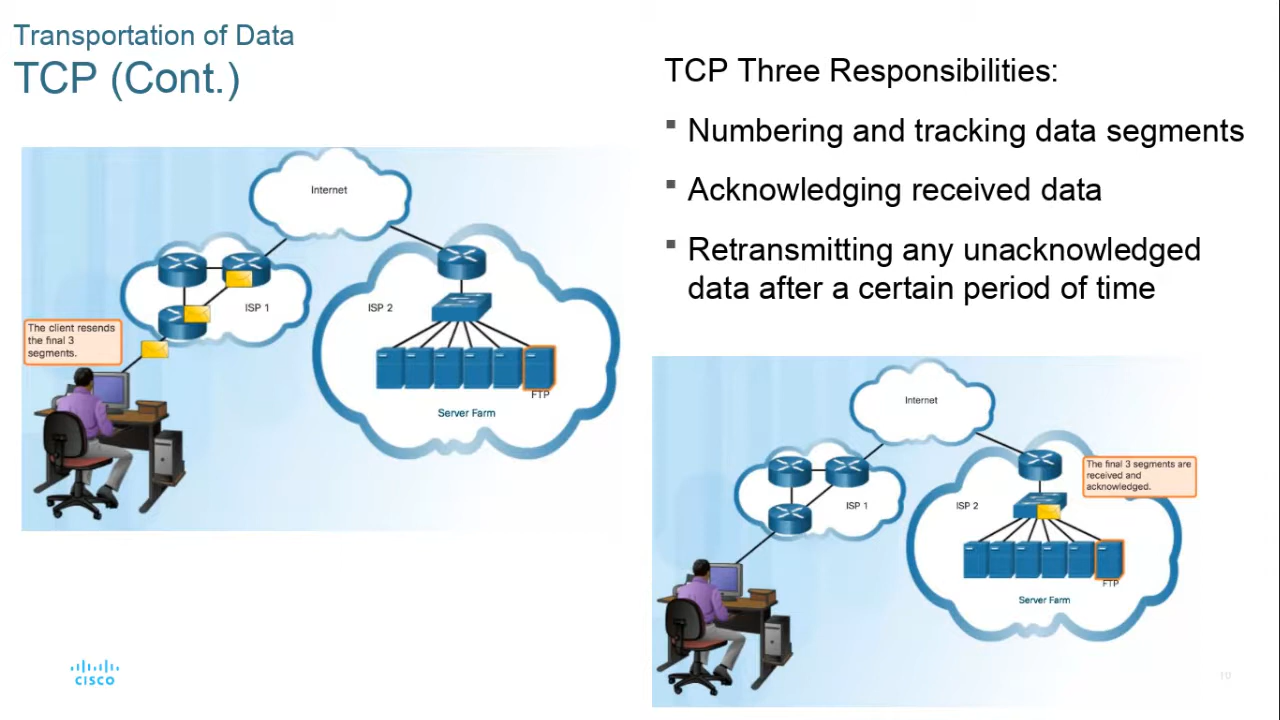 Transportation of Data
TCP (Cont.)
TCP Three Responsibilities:
Numbering and tracking data segments
Acknowledging received data
Retransmitting any unacknowledged
data after a certain period of time
Internet
ISP 1
ISP 2
The client resends
the final 3
segments.
FTP
Server Farm
Internet
The final 3 segments are
received and
acknowledged.
ISP 1
ISP 2
FTP
Server Farm
CISCO
10